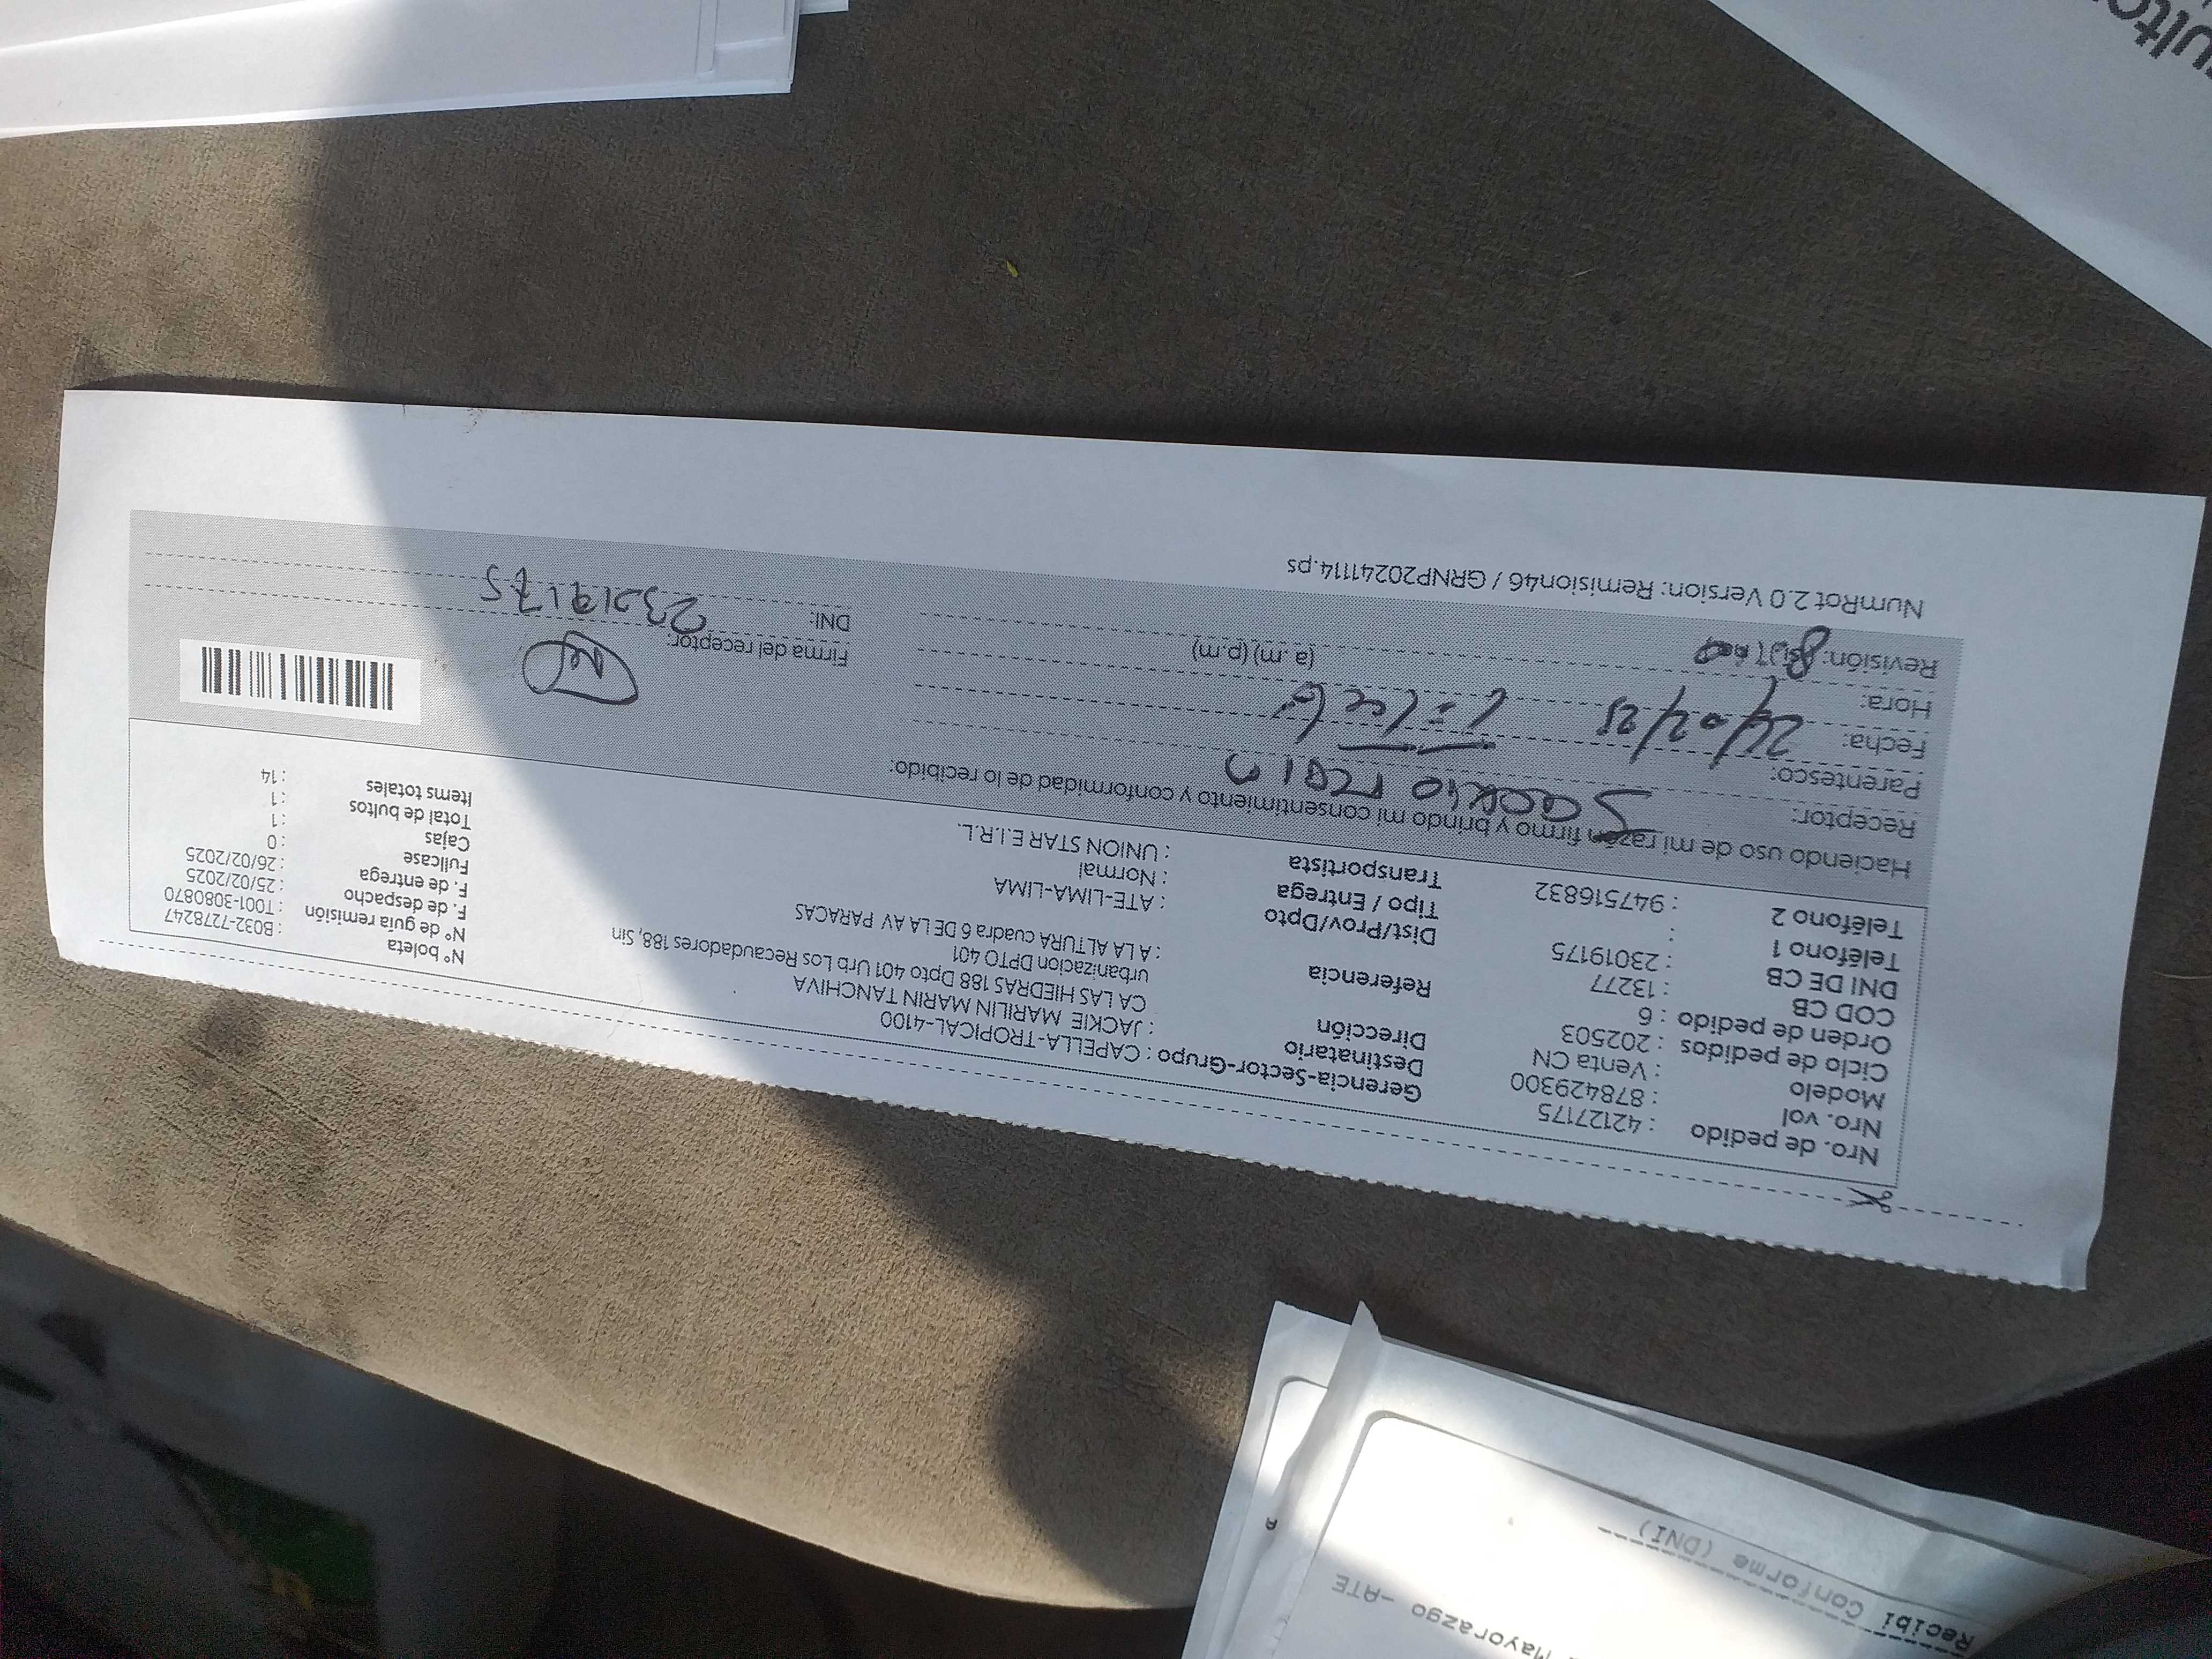 Nro. de pedido : 42127175
Nro. vol : 878429300
Modelo : Venta CN
Ciclo de pedidos : 202503
Orden de pedido : 6
COD CB : 13277
DNI DE CB : 23019175
Teléfono 1 :
Teléfono 2 : 947516832
Gerencia-Sector-Grupo : CAPELLA-TROPICAL-4100
Destinatario : JACKIE MARILIN MARIN TANCHIVA
Dirección CA LAS HIEDRAS 188 Dpto 401 Urb Los Recaudadores 188, Sin
urbanizacion DPTO 401
Referencia : A LA ALTURA cuadra 6 DE LA AV PARACAS
Dist/Prov/Dpto : ATE-LIMA-LIMA
Tipo / Entrega : Normal
Transportista : UNION STAR E.I.R.L.
N° boleta : B032-7278247
N° de guía remisión : T001-3080870
F. de despacho : 25/02/2025
F. de entrega : 26/02/2025
Fullcase : 0
Cajas : 1
Total de bultos : 1
Items totales : 14
Haciendo uso de mi razón firmo y brindo mi consentimiento y conformidad de lo recibido:
Receptor:
Parentesco:
Fecha:
Hora: (a.m) (p.m)
Revisión:
Firma del receptor:
DNI:
NumRot 2.0 Version: Remision46 / GRNP20241114.ps
Mayorazgo -ATE
Recibi Conforme (DNI)